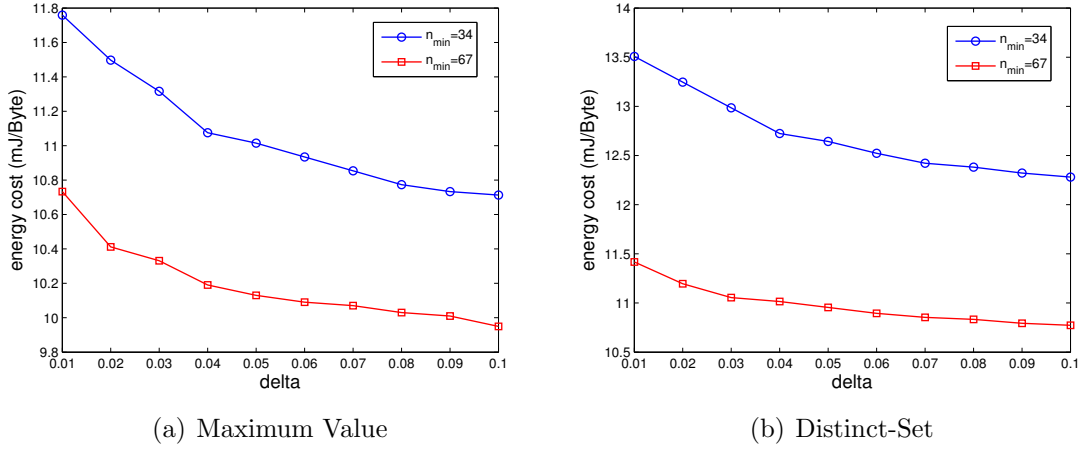 11.8
11.6
11.4
11.2
11
10.8
10.6
10.4
10.2
10
9.8
energy cost (mJ/Byte)
0.01 0.02 0.03 0.04 0.05 0.06 0.07 0.08 0.09 0.1
delta
n_min=34
n_min=67
(a) Maximum Value
14
13.5
13
12.5
12
11.5
11
10.5
energy cost (mJ/Byte)
0.01 0.02 0.03 0.04 0.05 0.06 0.07 0.08 0.09 0.1
delta
n_min=34
n_min=67
(b) Distinct-Set